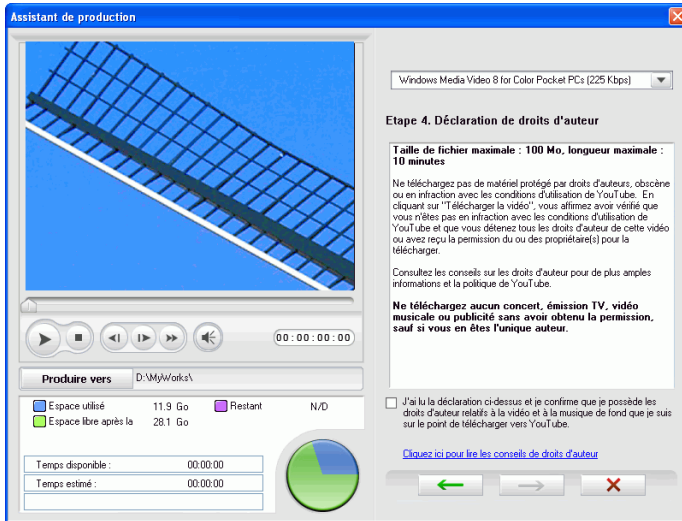 Assistant de production
Windows Media Video 8 for Color Pocket PCs (225 Kbps)
Etape 4. Déclaration de droits d'auteur
Taille de fichier maximale : 100 Mo, longueur maximale :
10 minutes
Ne téléchargez pas de matériel protégé par droits d'auteurs, obscène
ou en infraction avec les conditions d'utilisation de YouTube. En
cliquant sur "Télécharger la vidéo", vous affirmez avoir vérifié que
vous n'êtes pas en infraction avec les conditions d'utilisation de
YouTube et que vous détenez tous les droits d'auteur de cette vidéo
ou avez reçu la permission du ou des propriétaire(s) pour la
télécharger.
Consultez les conseils sur les droits d'auteur pour de plus amples
informations et la politique de YouTube.
Ne téléchargez aucun concert, émission TV, vidéo
musicale ou publicité sans avoir obtenu la permission,
sauf si vous en êtes l'unique auteur.
00:00:00:00
Produire vers D:\MyWorks\
Espace utilisé 11.9 Go Restant N/D
Espace libre après la 28.1 Go
Temps disponible : 00:00:00
Temps estimé : 00:00:00
J'ai lu la déclaration ci-dessus et je confirme que je possède les
droits d'auteur relatifs à la vidéo et à la musique de fond que je suis
sur le point de télécharger vers YouTube.
Cliquez ici pour lire les conseils de droits d'auteur